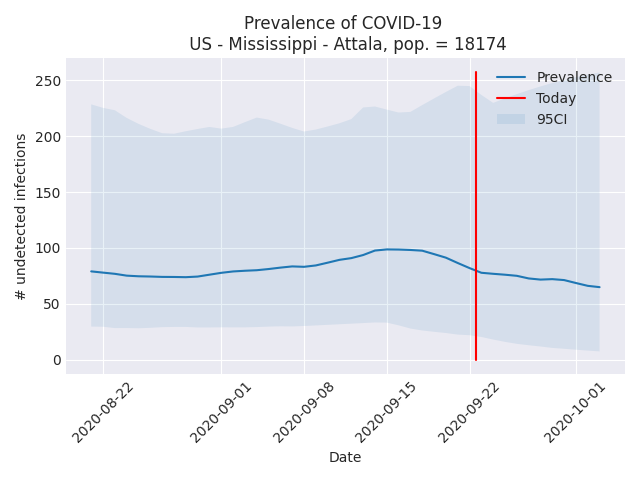 Prevalence of COVID-19
US - Mississippi - Attala, pop. = 18174
250
200
150
100
50
0
# undetected infections
Prevalence
Today
95CI
2020-08-22
2020-09-01
2020-09-08
2020-09-15
2020-09-22
2020-10-01
Date